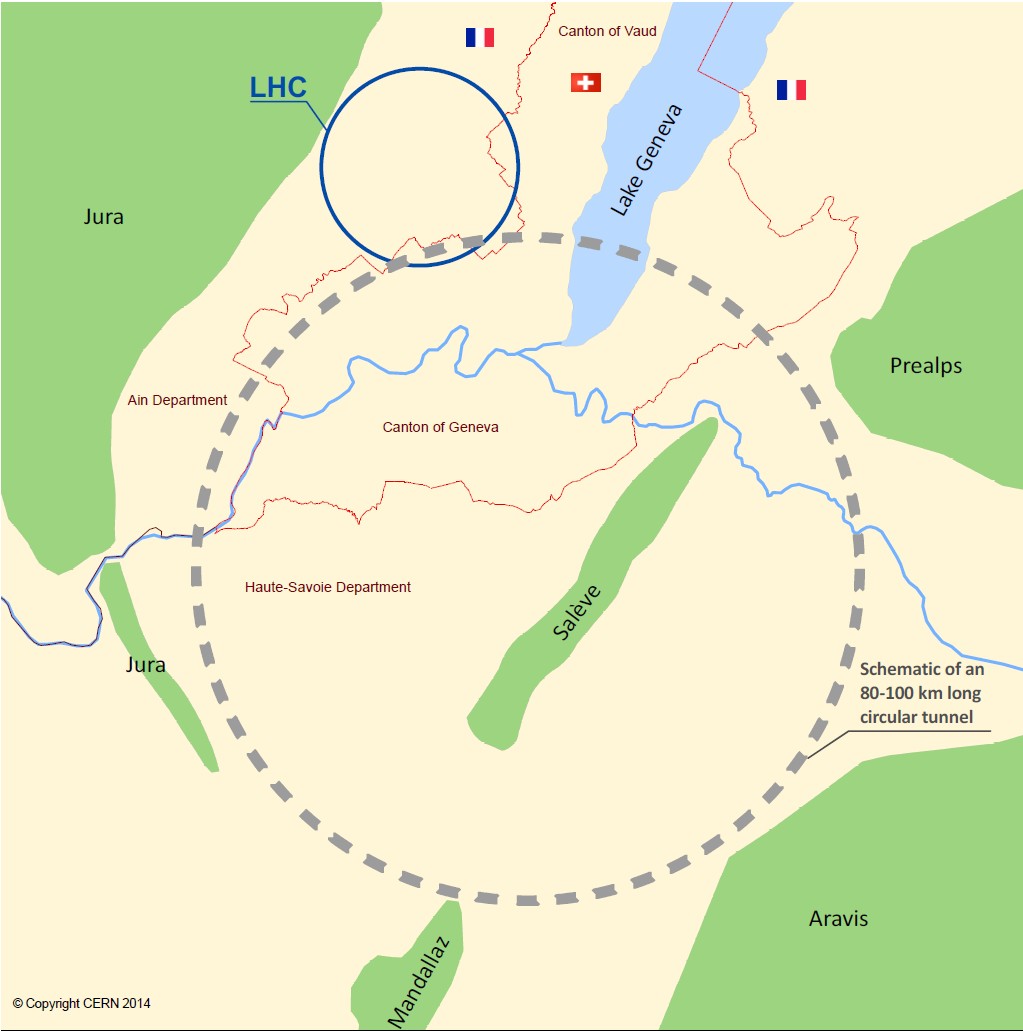 Canton of Vaud
LHC
Lake Geneva
Jura
Prealps
Ain Department
Canton of Geneva
Haute-Savoie Department
Salève
Jura
Schematic of an
80-100 km long
circular tunnel
Aravis
Mandallaz
© Copyright CERN 2014